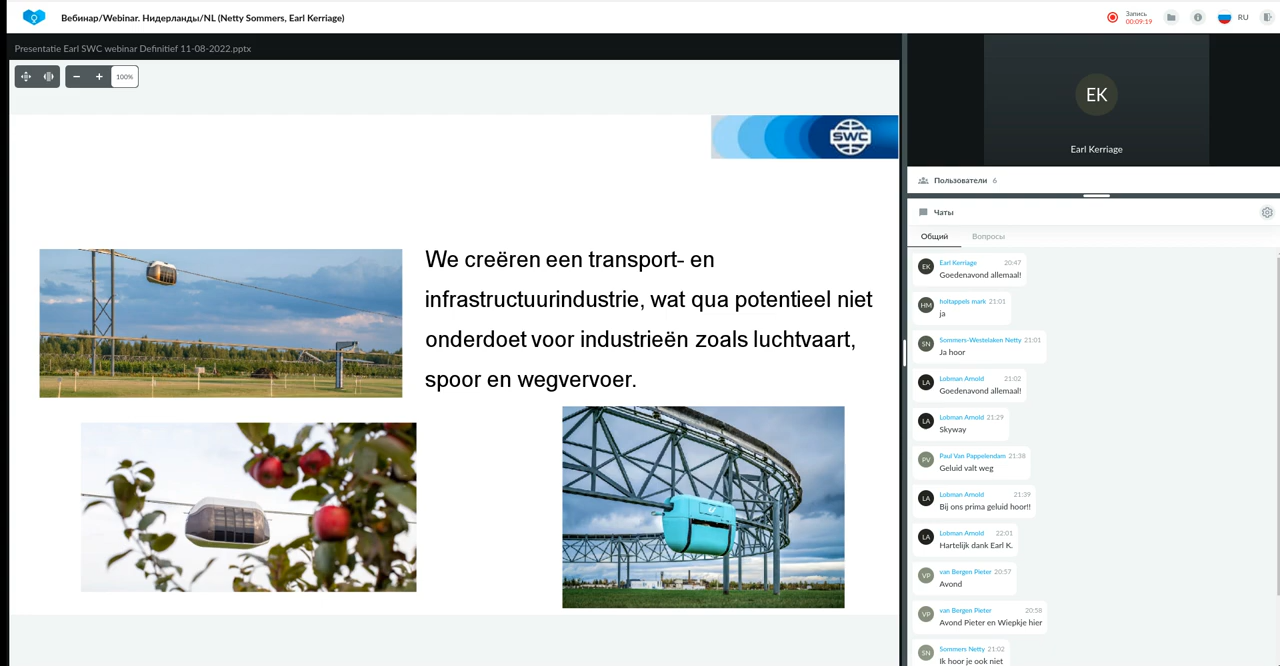 Вебинар/Webinar. Нидерланды/NL (Netty Sommers, Earl Kerriage)
Запись
00:09:19
RU
Presentatie Earl SWC webinar Definitief 11-08-2022.pptx
100%
SWC
We creëren een transport- en
infrastructuurindustrie, wat qua potentieel niet
onderdoet voor industrieën zoals luchtvaart,
spoor en wegvervoer.
EK
Earl Kerriage
Пользователи 6
Чаты
Общий Вопросы
EK Earl Kerriage 20:47
Goedenavond allemaal!
HM holtappels mark 21:01
ja
SN Sommers-Westelaken Netty 21:01
Ja hoor
LA Lobman Arnold 21:02
Goedenavond allemaal!
LA Lobman Arnold 21:29
Skyway
PV Paul Van Pappelendam 21:38
Geluid valt weg
LA Lobman Arnold 21:39
Bij ons prima geluid hoor!!
LA Lobman Arnold 22:01
Hartelijk dank Earl K.
VP van Bergen Pieter 20:57
Avond
VP van Bergen Pieter 20:58
Avond Pieter en Wiepkje hier
SN Sommers Netty 21:02
Ik hoor je ook niet